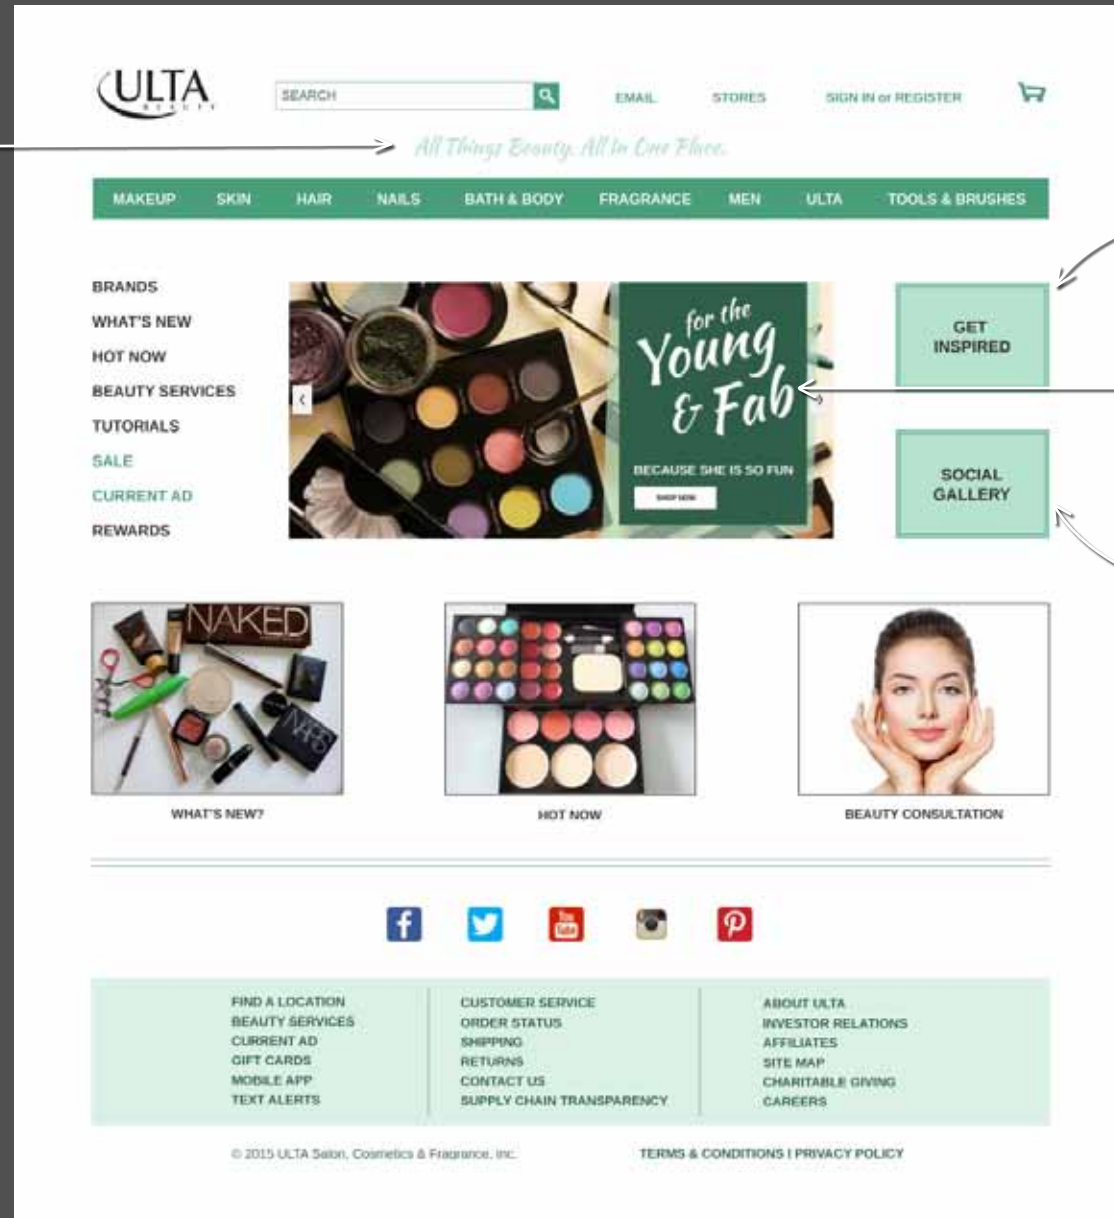 ULTA
BEAUTY
SEARCH
EMAIL
STORES
SIGN IN or REGISTER
All Things Beauty. All In One Place.
MAKEUP
SKIN
HAIR
NAILS
BATH & BODY
FRAGRANCE
MEN
ULTA
TOOLS & BRUSHES
BRANDS
WHAT'S NEW
HOT NOW
BEAUTY SERVICES
TUTORIALS
SALE
CURRENT AD
REWARDS
for the
Young
& Fab
BECAUSE SHE IS SO FUN
SHOP NOW
GET
INSPIRED
SOCIAL
GALLERY
NAKED
NARS
WHAT'S NEW?
HOT NOW
BEAUTY CONSULTATION
You
Tube
FIND A LOCATION
BEAUTY SERVICES
CURRENT AD
GIFT CARDS
MOBILE APP
TEXT ALERTS
CUSTOMER SERVICE
ORDER STATUS
SHIPPING
RETURNS
CONTACT US
SUPPLY CHAIN TRANSPARENCY
ABOUT ULTA
INVESTOR RELATIONS
AFFILIATES
SITE MAP
CHARITABLE GIVING
CAREERS
© 2015 ULTA Salon, Cosmetics & Fragrance, Inc.
TERMS & CONDITIONS I PRIVACY POLICY